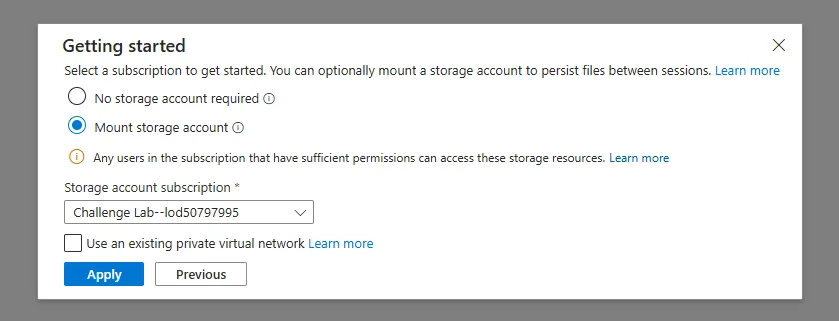 Getting started
Select a subscription to get started. You can optionally mount a storage account to persist files between sessions. Learn more
No storage account required
Mount storage account
Any users in the subscription that have sufficient permissions can access these storage resources. Learn more
Storage account subscription *
Challenge Lab--lod50797995
Use an existing private virtual network Learn more
Apply Previous